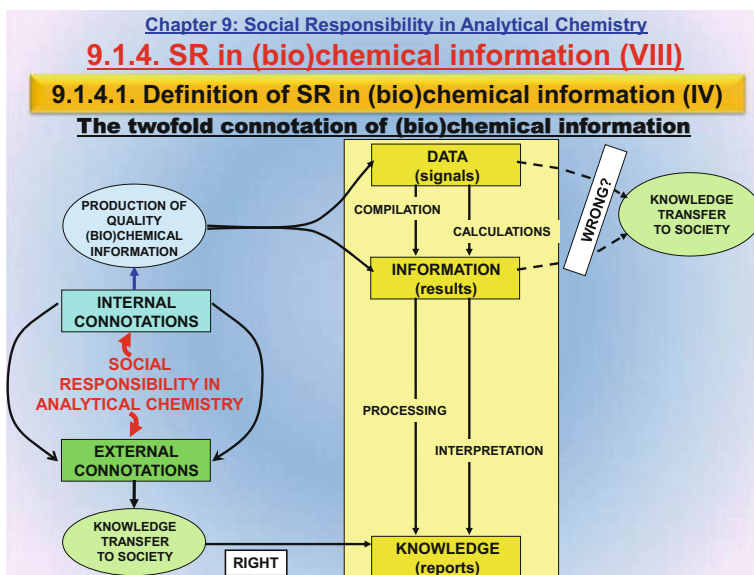 Chapter 9: Social Responsibility in Analytical Chemistry
9.1.4. SR in (bio)chemical information (VIII)
9.1.4.1. Definition of SR in (bio)chemical information (IV)
The twofold connotation of (bio)chemical information
DATA
(signals)
COMPILATION
CALCULATIONS
INFORMATION
(results)
PROCESSING
INTERPRETATION
KNOWLEDGE
(reports)
WRONG?
KNOWLEDGE
TRANSFER
TO SOCIETY
PRODUCTION OF
QUALITY
(BIO)CHEMICAL
INFORMATION
INTERNAL
CONNOTATIONS
SOCIAL
RESPONSIBILITY IN
ANALYTICAL CHEMISTRY
EXTERNAL
CONNOTATIONS
KNOWLEDGE
TRANSFER
TO SOCIETY
RIGHT